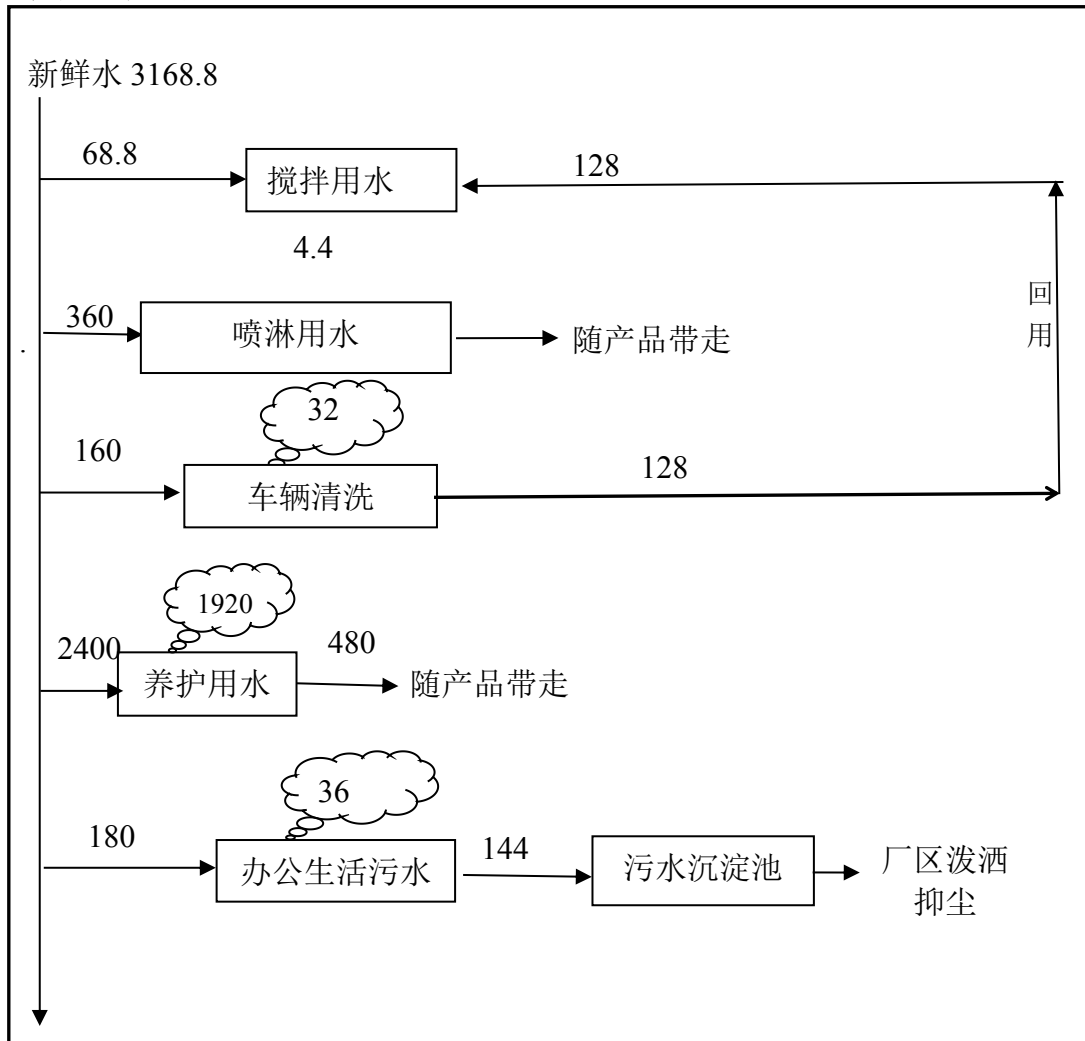 新鲜水 3168.8
68.8
搅拌用水
128
4.4
回用
360
喷淋用水
随产品带走
32
160
车辆清洗
128
1920
2400
养护用水
480
随产品带走
36
180
办公生活污水
144
污水沉淀池
厂区泼洒
抑尘